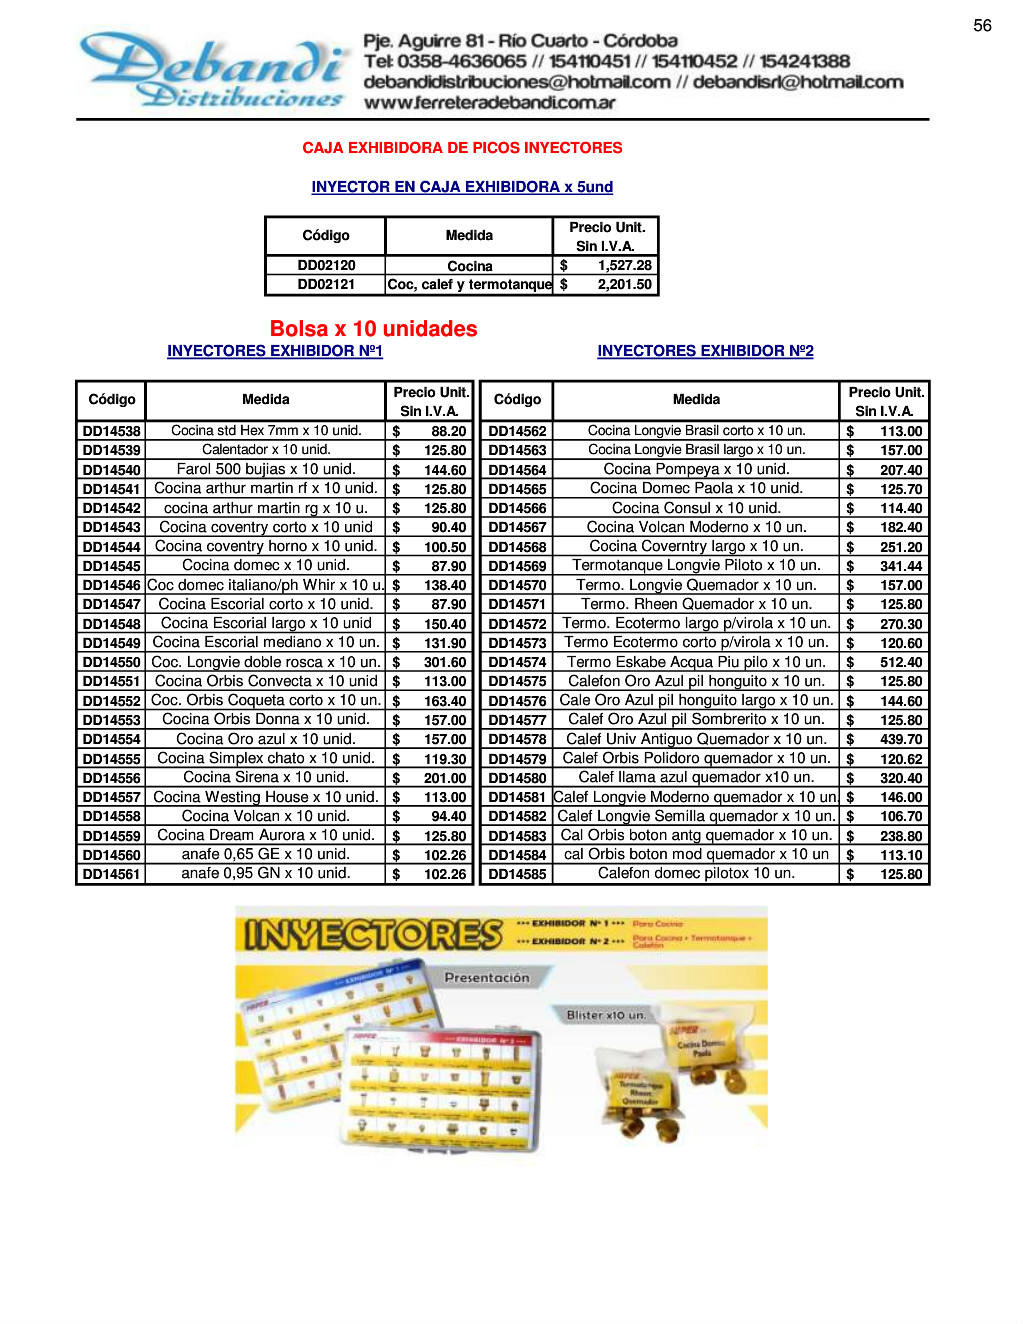 56
Debandi
Distribuciones
Pje. Aguirre 81 - Río Cuarto - Córdoba
Tel: 0358-4636065 // 154110451 // 154110452 // 154241388
debandidistribuciones@hotmail.com // debandisrl@hotmail.com
www.ferreteradebandi.com.ar
CAJA EXHIBIDORA DE PICOS INYECTORES
INYECTOR EN CAJA EXHIBIDORA x 5und
Código Medida Precio Unit. Sin I.V.A.
DD02120 Cocina $ 1,527.28
DD02121 Coc, calef y termotanque $ 2,201.50
Bolsa x 10 unidades
INYECTORES EXHIBIDOR Nº1
Código Medida Precio Unit. Sin I.V.A.
DD14538 Cocina std Hex 7mm x 10 unid. $ 88.20
DD14539 Calentador x 10 unid. $ 125.80
DD14540 Farol 500 bujias x 10 unid. $ 144.60
DD14541 Cocina arthur martin rf x 10 unid. $ 125.80
DD14542 cocina arthur martin rg x 10 u. $ 125.80
DD14543 Cocina coventry corto x 10 unid $ 90.40
DD14544 Cocina coventry horno x 10 unid. $ 100.50
DD14545 Cocina domec x 10 unid. $ 87.90
DD14546 Coc domec italiano/ph Whir x 10 u. $ 138.40
DD14547 Cocina Escorial corto x 10 unid. $ 87.90
DD14548 Cocina Escorial largo x 10 unid $ 150.40
DD14549 Cocina Escorial mediano x 10 un. $ 131.90
DD14550 Coc. Longvie doble rosca x 10 un. $ 301.60
DD14551 Cocina Orbis Convecta x 10 unid $ 113.00
DD14552 Coc. Orbis Coqueta corto x 10 un. $ 163.40
DD14553 Cocina Orbis Donna x 10 unid. $ 157.00
DD14554 Cocina Oro azul x 10 unid. $ 157.00
DD14555 Cocina Simplex chato x 10 unid. $ 119.30
DD14556 Cocina Sirena x 10 unid. $ 201.00
DD14557 Cocina Westing House x 10 unid. $ 113.00
DD14558 Cocina Volcan x 10 unid. $ 94.40
DD14559 Cocina Dream Aurora x 10 unid. $ 125.80
DD14560 anafe 0,65 GE x 10 unid. $ 102.26
DD14561 anafe 0,95 GN x 10 unid. $ 102.26
INYECTORES EXHIBIDOR Nº2
Código Medida Precio Unit. Sin I.V.A.
DD14562 Cocina Longvie Brasil corto x 10 un. $ 113.00
DD14563 Cocina Longvie Brasil largo x 10 un. $ 157.00
DD14564 Cocina Pompeya x 10 unid. $ 207.40
DD14565 Cocina Domec Paola x 10 unid. $ 125.70
DD14566 Cocina Consul x 10 unid. $ 114.40
DD14567 Cocina Volcan Moderno x 10 un. $ 182.40
DD14568 Cocina Coverntry largo x 10 un. $ 251.20
DD14569 Termotanque Longvie Piloto x 10 un. $ 341.44
DD14570 Termo. Longvie Quemador x 10 un. $ 157.00
DD14571 Termo. Rheen Quemador x 10 un. $ 125.80
DD14572 Termo. Ecotermo largo p/virola x 10 un. $ 270.30
DD14573 Termo Ecotermo corto p/virola x 10 un. $ 120.60
DD14574 Termo Eskabe Acqua Piu pilo x 10 un. $ 512.40
DD14575 Calefon Oro Azul pil honguito x 10 un. $ 125.80
DD14576 Cale Oro Azul pil honguito largo x 10 un. $ 144.60
DD14577 Calef Oro Azul pil Sombrerito x 10 un. $ 125.80
DD14578 Calef Univ Antiguo Quemador x 10 un. $ 439.70
DD14579 Calef Orbis Polidoro quemador x 10 un. $ 120.62
DD14580 Calef llama azul quemador x10 un. $ 320.40
DD14581 Calef Longvie Moderno quemador x 10 un. $ 146.00
DD14582 Calef Longvie Semilla quemador x 10 un. $ 106.70
DD14583 Cal Orbis boton antg quemador x 10 un. $ 238.80
DD14584 cal Orbis boton mod quemador x 10 un $ 113.10
DD14585 Calefon domec pilotox 10 un. $ 125.80
INYECTORES
••• EXHIBIDOR Nº 1 ••• Para Cocina
••• EXHIBIDOR Nº 2 ••• Para Cocina + Termotanque + Calefón
Presentación
Blister x10 un.
EXHIBIDOR Nº 1
SUPER
SUPER
EXHIBIDOR Nº 2
SUPER
Cocina Domec
Paola
SUPER
Termotanque
Rheen
Quemador